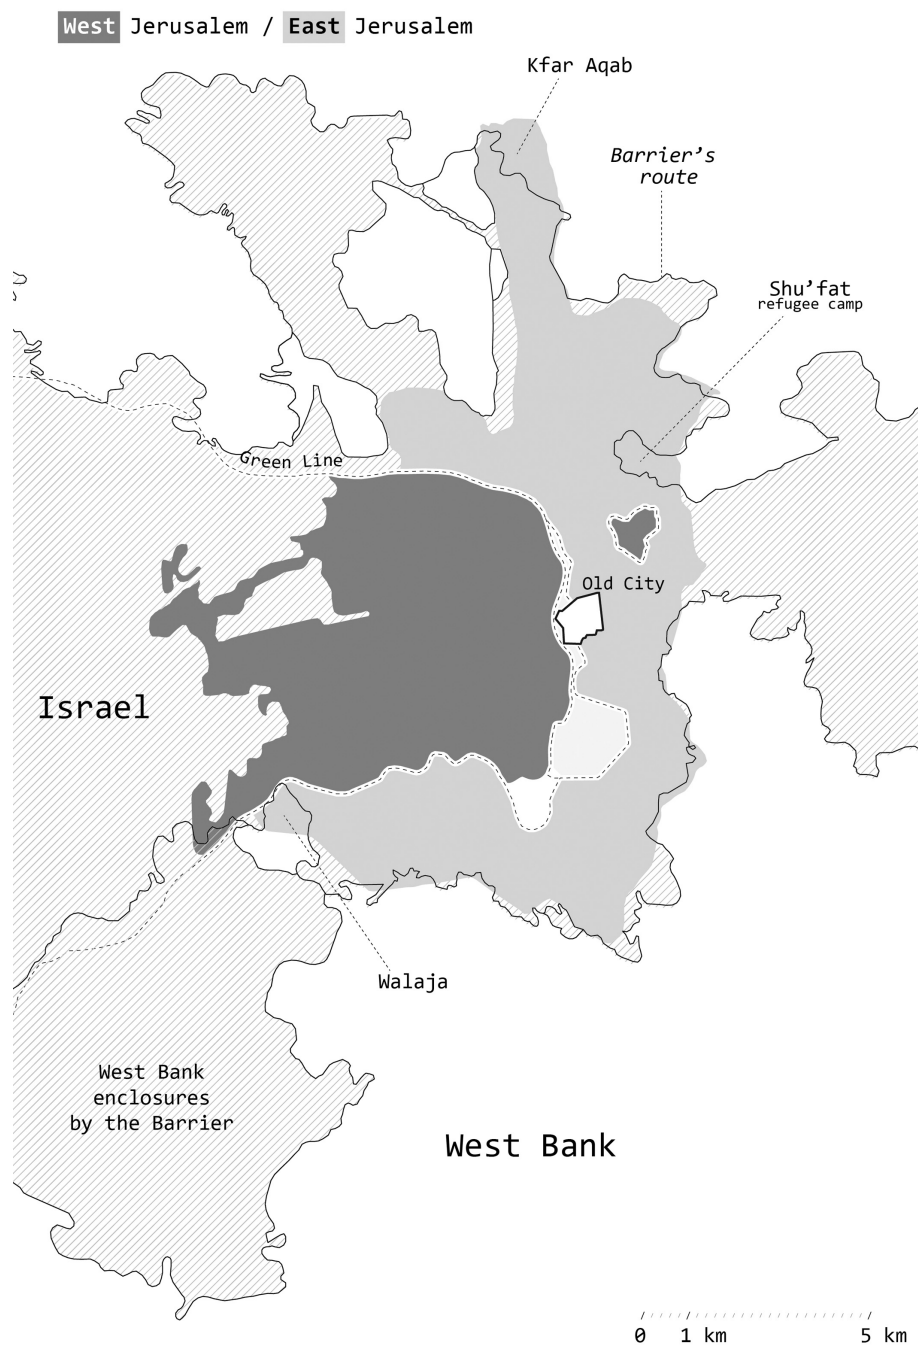 West Jerusalem / East Jerusalem
Kfar Aqab
Barrier's
route
Shu'fat
refugee camp
Green Line
Old City
Israel
Walaja
West Bank
enclosures
by the Barrier
West Bank
0 1 km 5 km